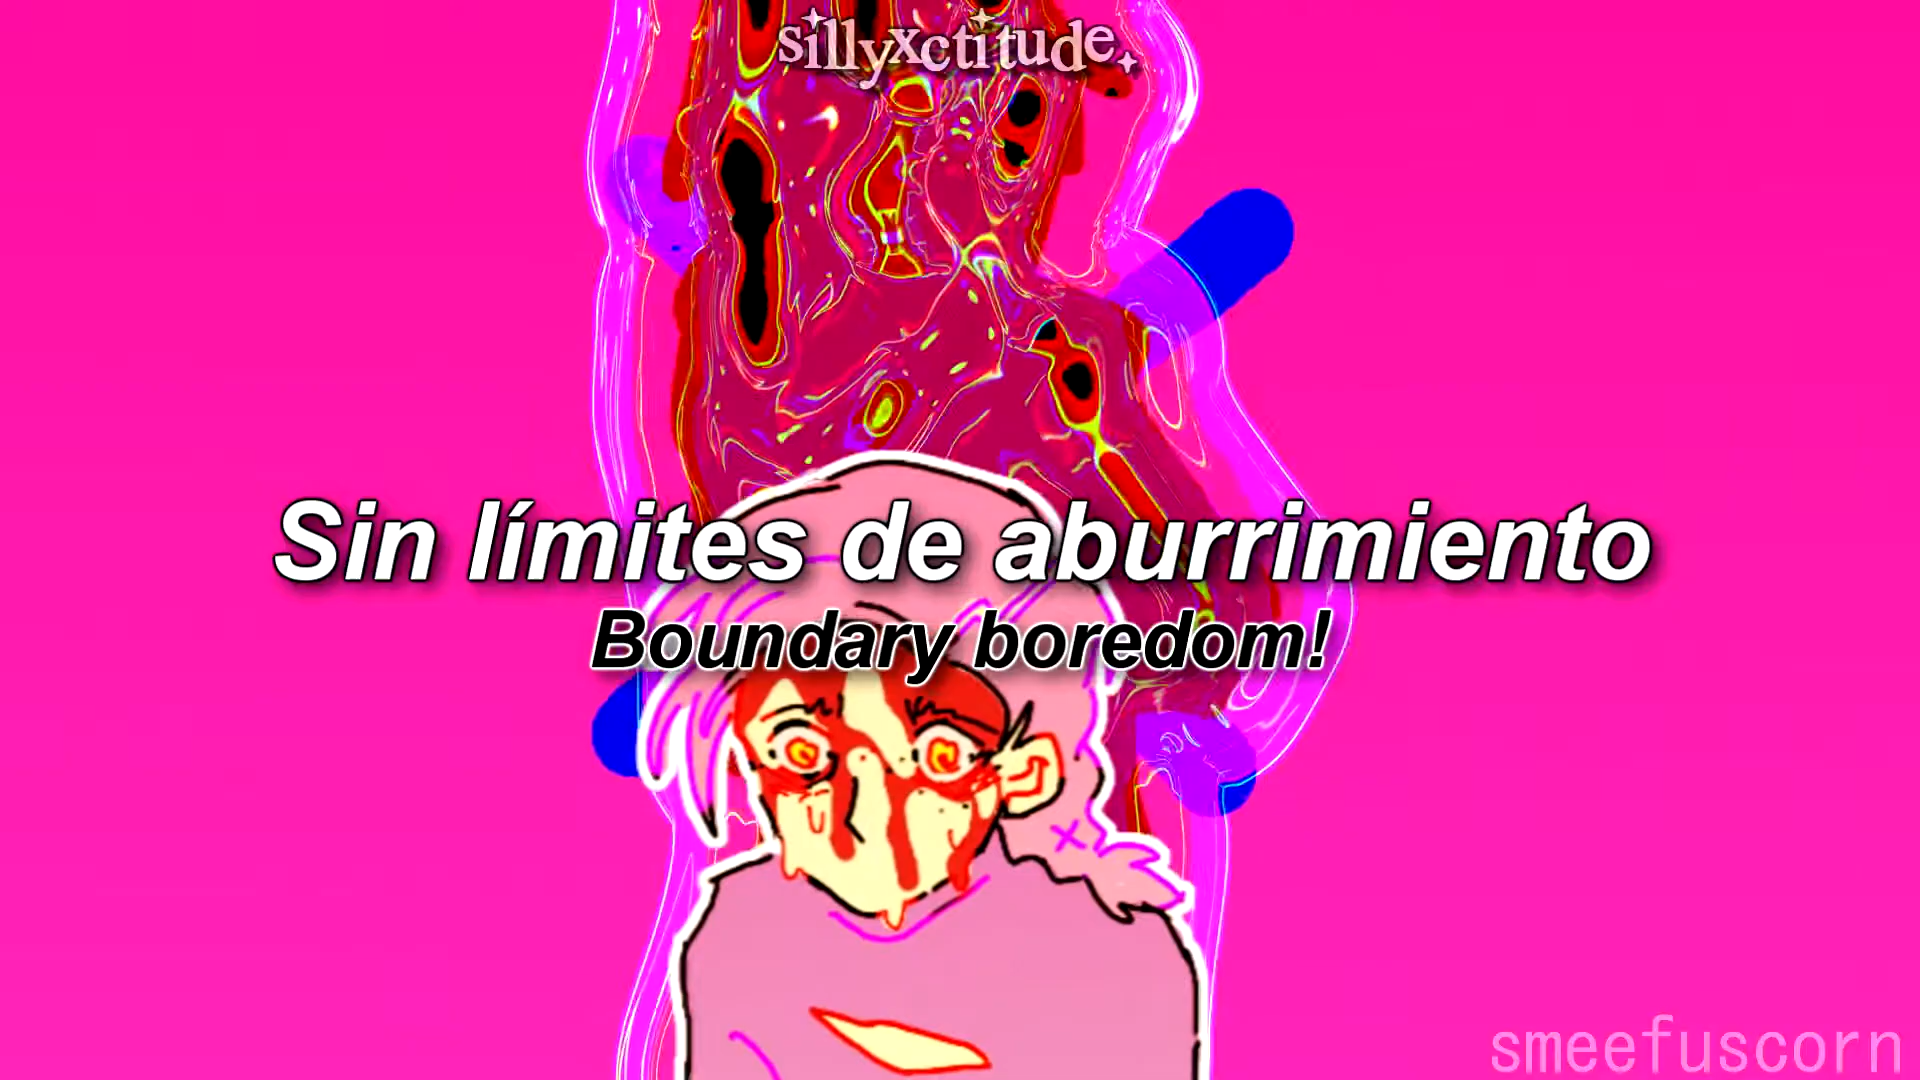 sillyxctitude.
Sin límites de aburrimiento
Boundary boredom!
smeefuscorn